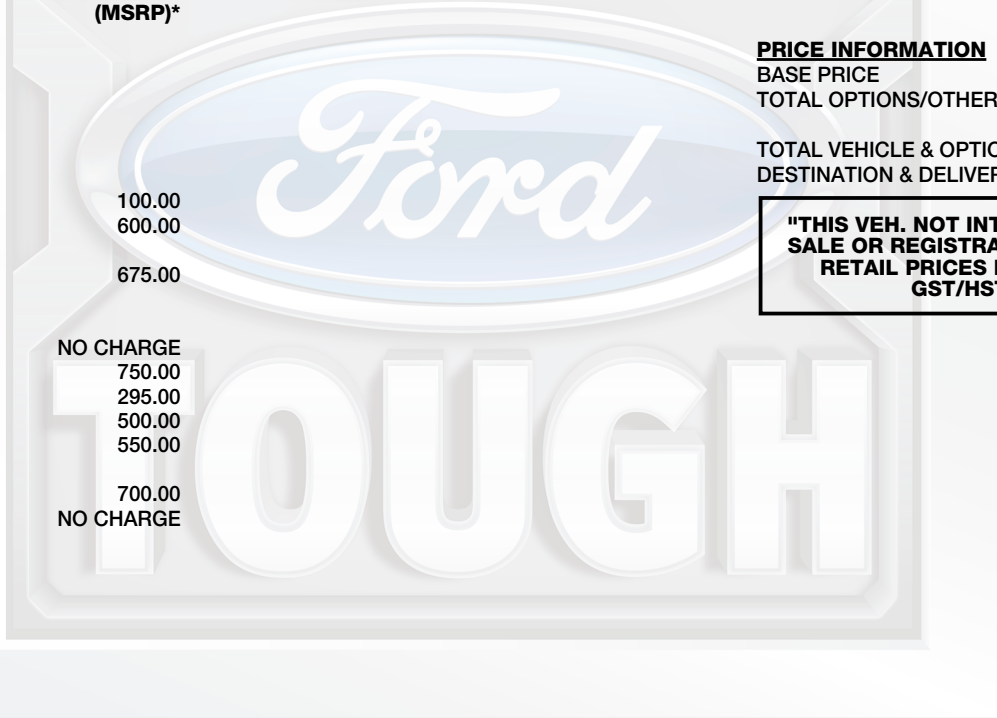 (MSRP)*
100.00
600.00
675.00
NO CHARGE
750.00
295.00
500.00
550.00
700.00
NO CHARGE
PRICE INFORMATION
BASE PRICE
TOTAL OPTIONS/OTHER
TOTAL VEHICLE & OPTIO
DESTINATION & DELIVER
"THIS VEH. NOT INT
SALE OR REGISTRA
RETAIL PRICES
GST/HST
Ford
TOUGH